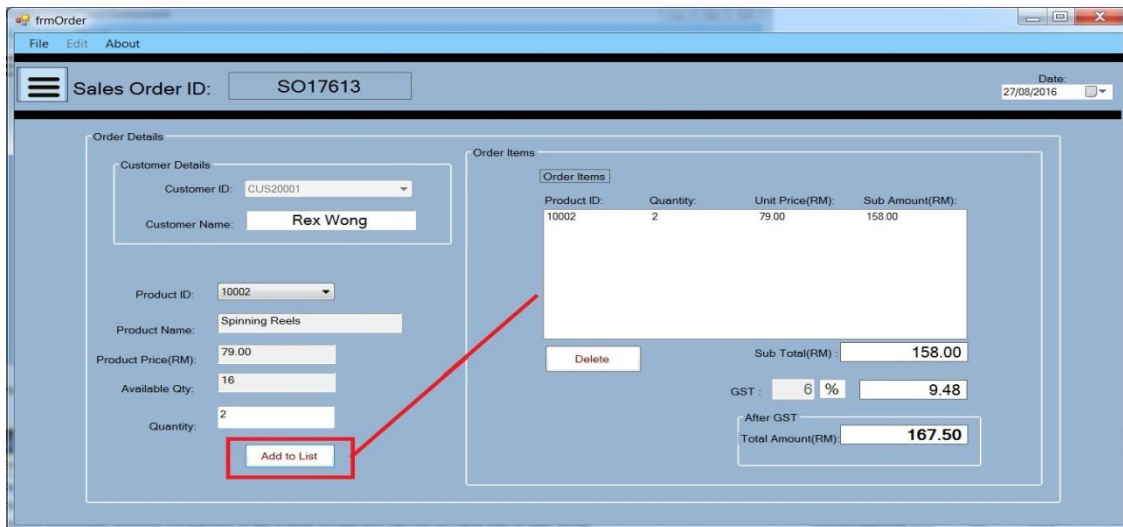 frmOrder
File Edit About
Sales Order ID: SO17613
Date:
27/08/2016
Order Details
Customer Details
Customer ID: CUS20001
Customer Name: Rex Wong
Product ID: 10002
Product Name: Spinning Reels
Product Price(RM): 79.00
Available Qty: 16
Quantity: 2
Add to List
Order Items
Order Items
Product ID: Quantity: Unit Price(RM): Sub Amount(RM):
10002 2 79.00 158.00
Delete
Sub Total(RM) : 158.00
GST : 6 % 9.48
After GST
Total Amount(RM): 167.50